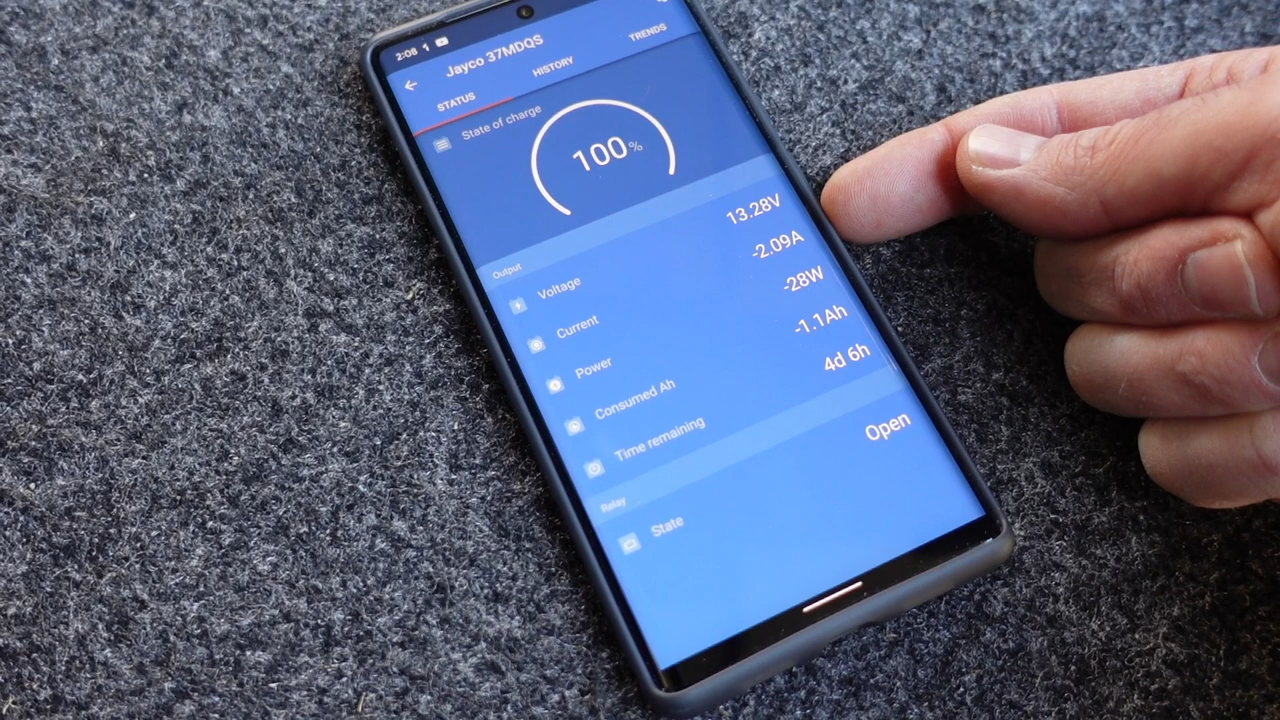 2:08
Jayco 37MDQS
STATUS HISTORY TRENDS
State of charge
100%
Output
Voltage 13.28V
Current -2.09A
Power -28W
Consumed Ah -1.1Ah
Time remaining 4d 6h
Relay
State Open